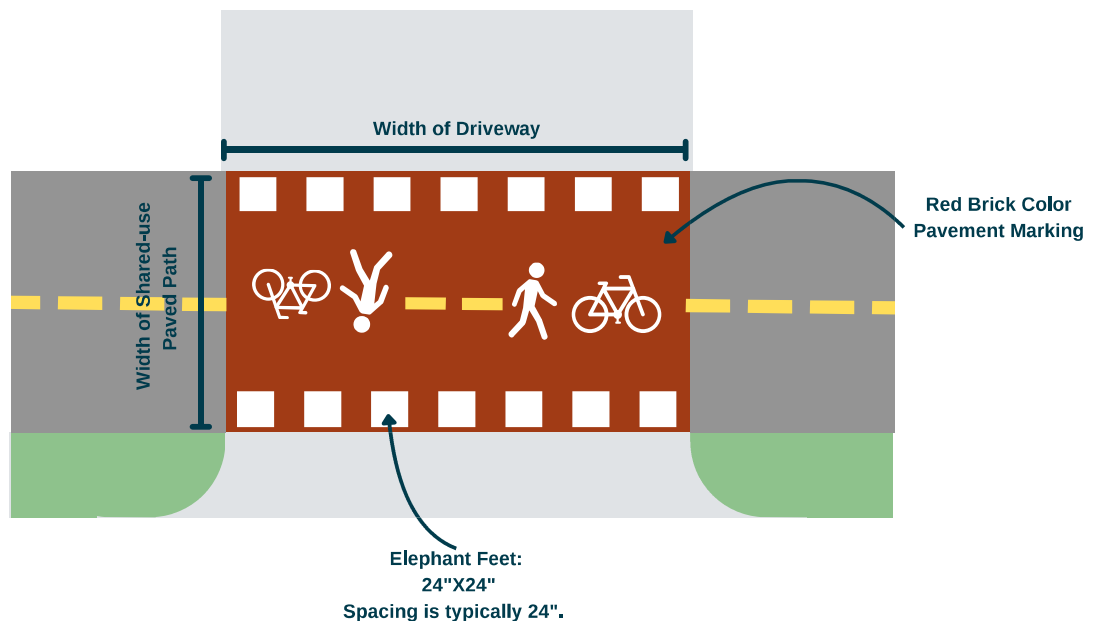 Width of Driveway
Width of Shared-use
Paved Path
Red Brick Color
Pavement Marking
Elephant Feet:
24"X24"
Spacing is typically 24".